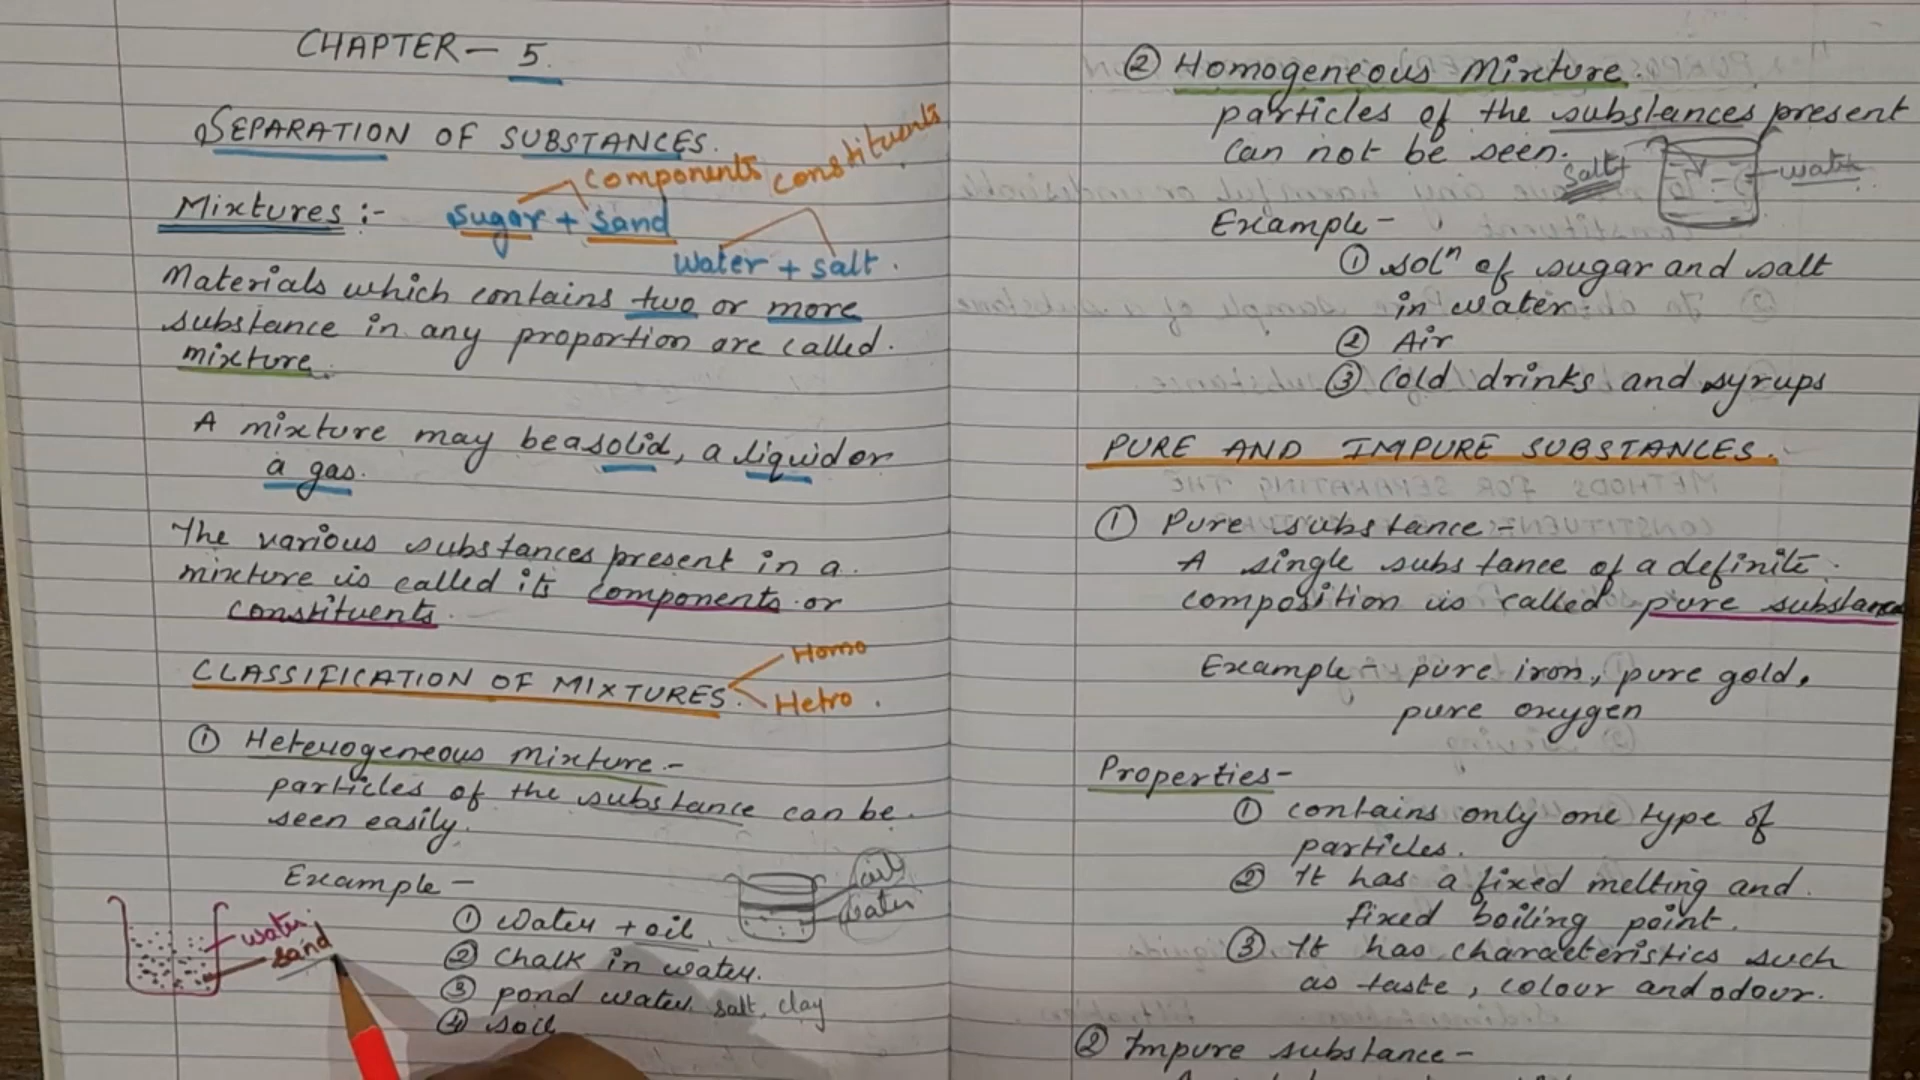 CHAPTER - 5.
SEPARATION OF SUBSTANCES.
components constituents
Mixtures :- sugar + sand
water + salt.
Materials which contains two or more
substance in any proportion are called.
mixture.
A mixture may be a solid, a liquid or
a gas.
The various substances present in a.
mixture is called its components or
constituents.
Homo
CLASSIFICATION OF MIXTURES.
Hetro.
① Heterogeneous mixture.-
particles of the substance can be.
seen easily.
Example -
oil
① Water + oil
water
water
sand
② Chalk in water.
③ pond water. salt, clay
④ soil
② Homogeneous Mixture.
particles of the substances present
can not be seen.
salt
water
Example -
① solⁿ of sugar and salt
in water.
② Air
③ Cold drinks and syrups
PURE AND IMPURE SUBSTANCES.
① Pure substance -
A single substance of a definite.
composition is called pure substance
Example - pure iron, pure gold,
pure oxygen
Properties-
① contains only one type of
particles.
② It has a fixed melting and.
fixed boiling point.
③ It has characteristics such
as taste, colour and odour.
② Impure substance -